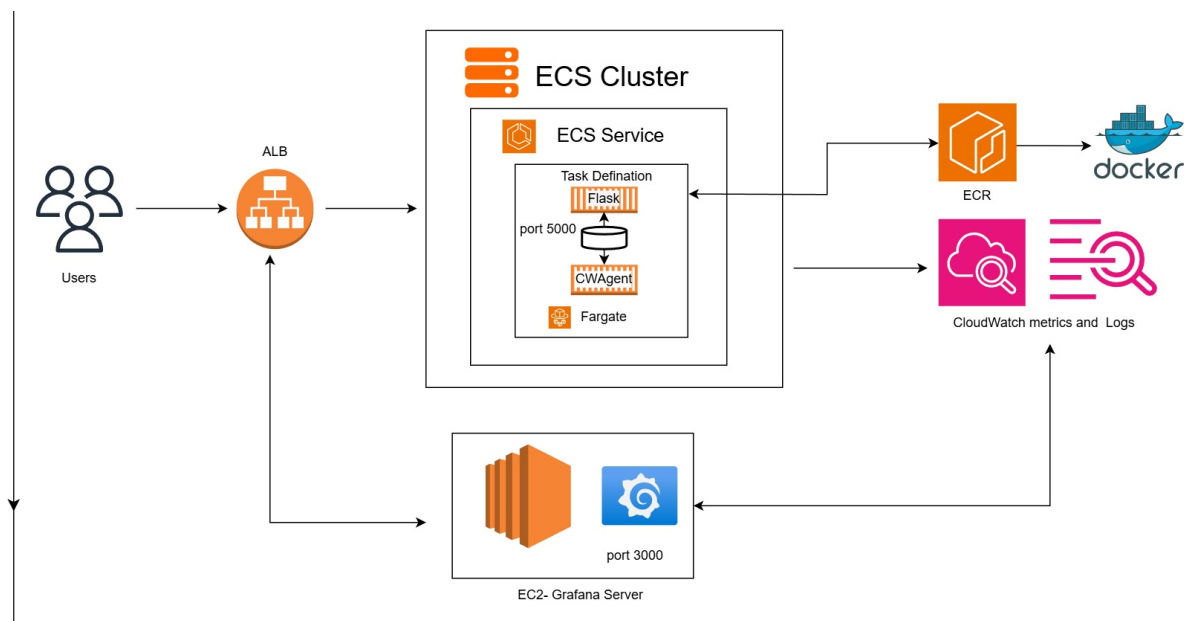 ECS Cluster
ECS Service
Task Defination
Flask
port 5000
CWAgent
Fargate
ALB
Users
ECR
docker
CloudWatch metrics and Logs
port 3000
EC2- Grafana Server